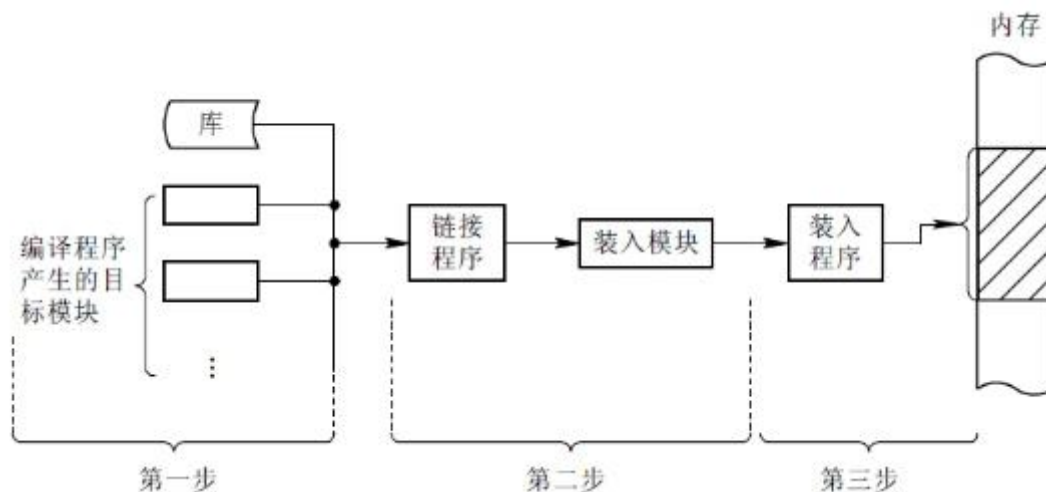 内存
库
编译程序
产生的目
标模块
⋮
链接
程序
装入模块
装入
程序
第一步
第二步
第三步